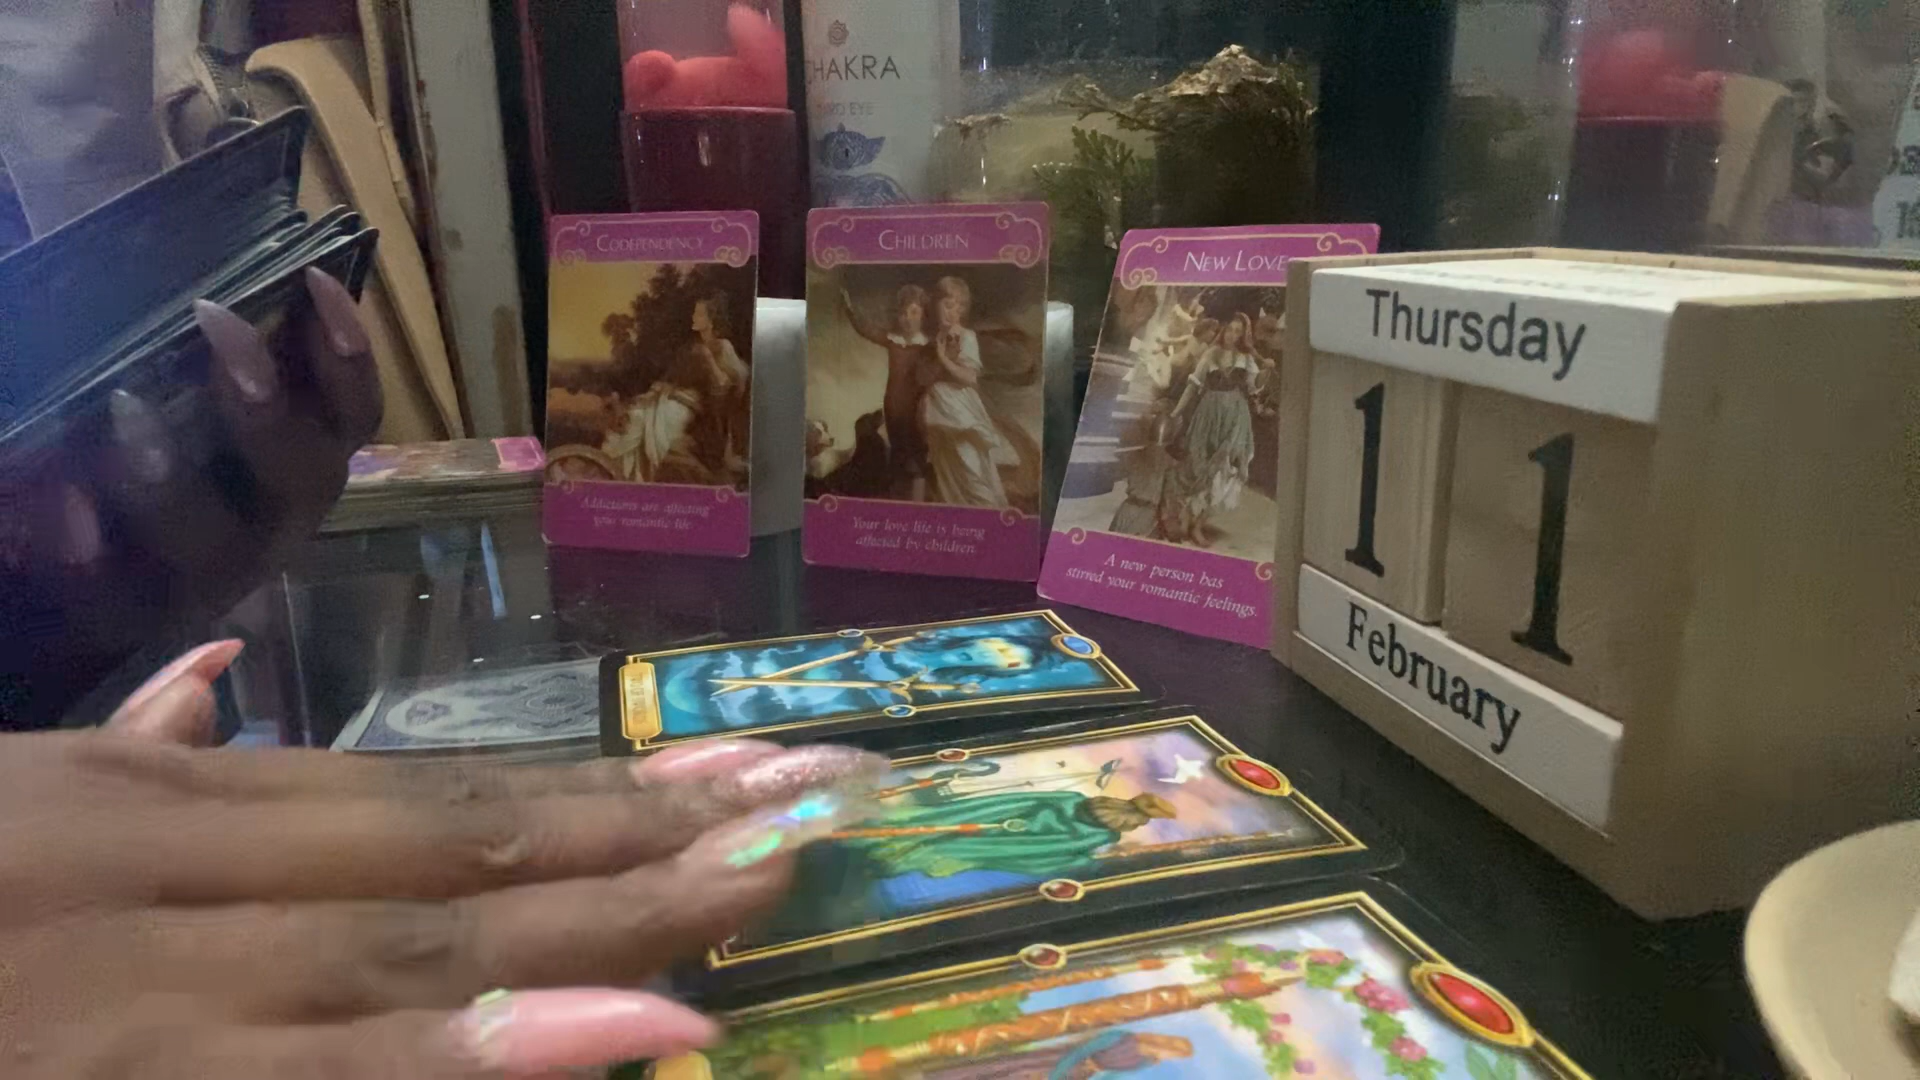 CHAKRA
CODEPENDENCY
Addictions are affecting
your romantic life
CHILDREN
Your love life is being
affected by children.
NEW LOVE
A new person has
stirred your romantic feelings.
Thursday
11
February